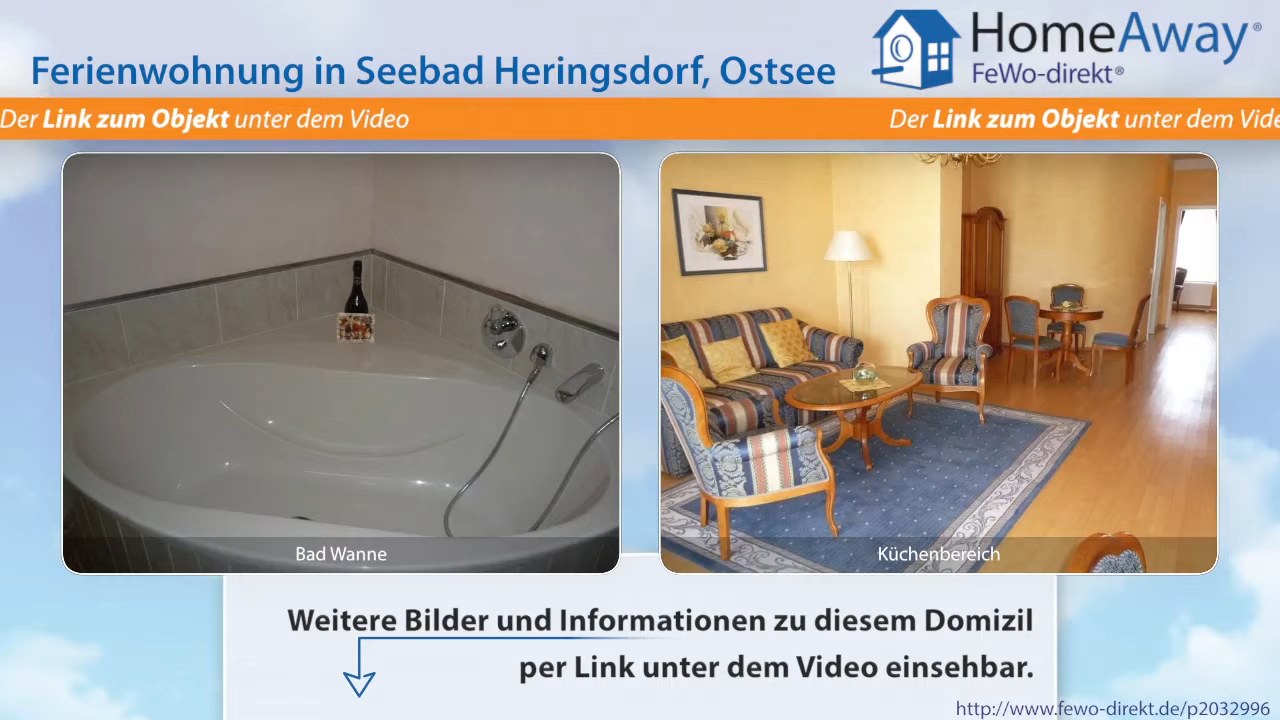 HomeAway®
FeWo-direkt®
Ferienwohnung in Seebad Heringsdorf, Ostsee
Der Link zum Objekt unter dem Video
Der Link zum Objekt unter dem Vide
Bad Wanne
Küchenbereich
Weitere Bilder und Informationen zu diesem Domizil
per Link unter dem Video einsehbar.
http://www.fewo-direkt.de/p2032996